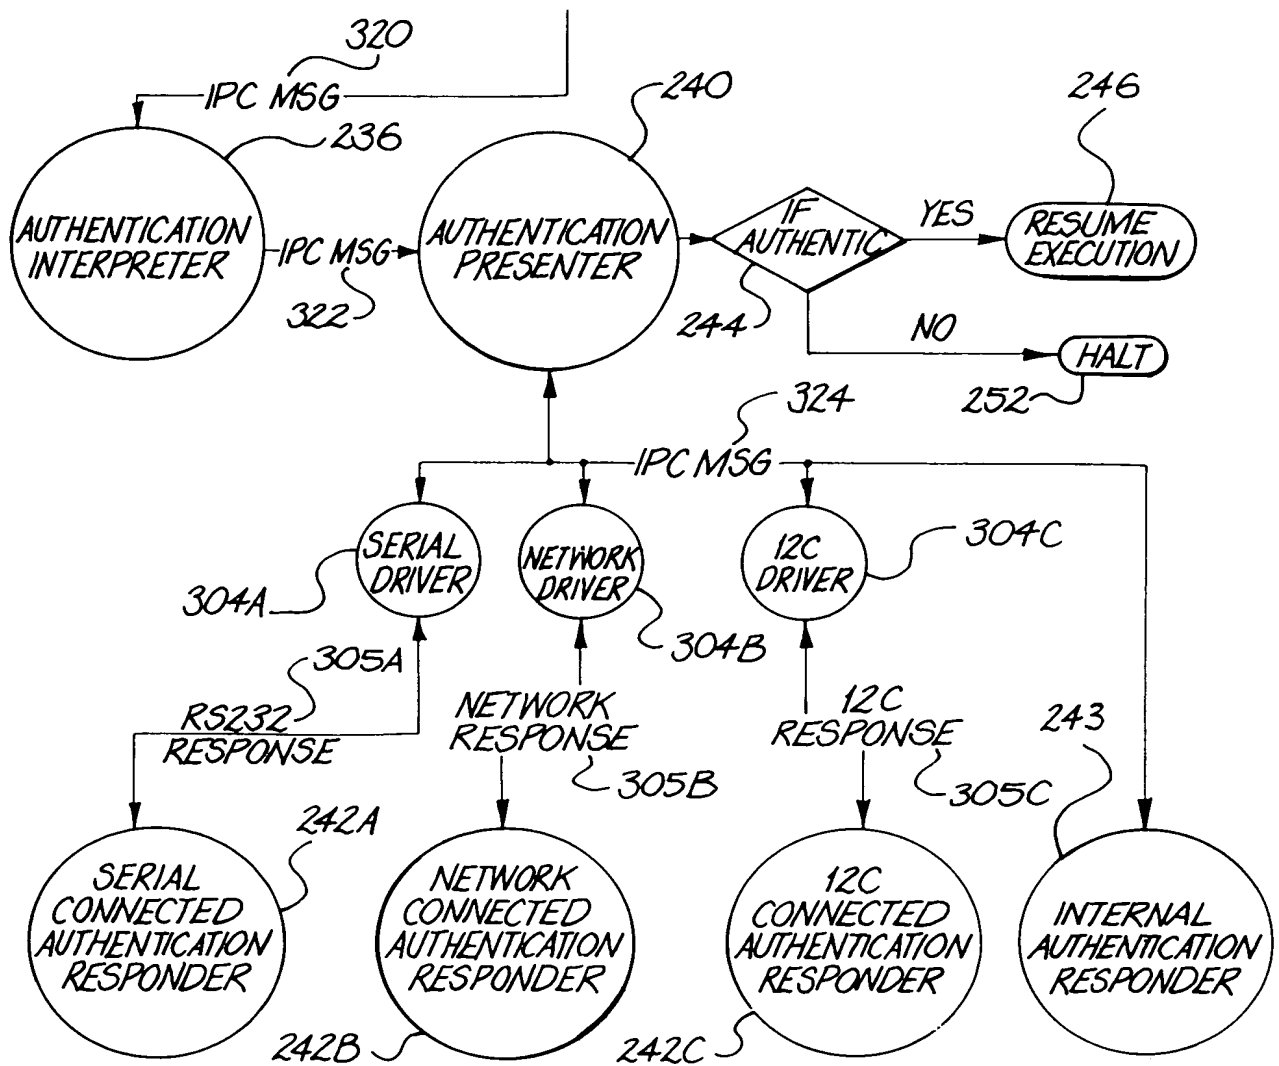 320
IPC MSG
236
240
246
AUTHENTICATION
INTERPRETER
IPC MSG
322
AUTHENTICATION
PRESENTER
IF
AUTHENTIC
244
YES
RESUME
EXECUTION
NO
HALT
252
324
IPC MSG
SERIAL
DRIVER
304A
NETWORK
DRIVER
304B
12C
DRIVER
304C
305A
RS232
RESPONSE
NETWORK
RESPONSE
305B
12C
RESPONSE
305C
243
242A
SERIAL
CONNECTED
AUTHENTICATION
RESPONDER
NETWORK
CONNECTED
AUTHENTICATION
RESPONDER
242B
12C
CONNECTED
AUTHENTICATION
RESPONDER
242C
INTERNAL
AUTHENTICATION
RESPONDER